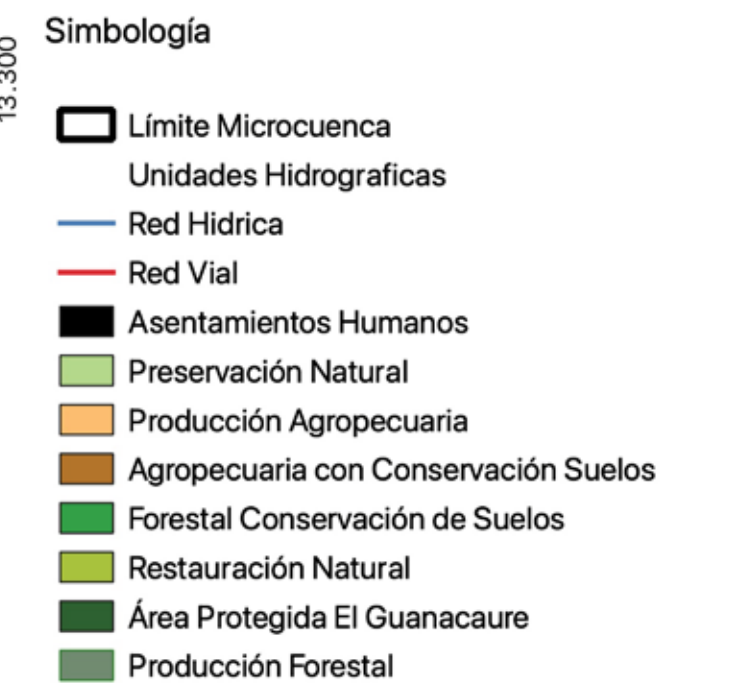 Simbología
13.300
Límite Microcuenca
Unidades Hidrograficas
Red Hidrica
Red Vial
Asentamientos Humanos
Preservación Natural
Producción Agropecuaria
Agropecuaria con Conservación Suelos
Forestal Conservación de Suelos
Restauración Natural
Área Protegida El Guanacaure
Producción Forestal